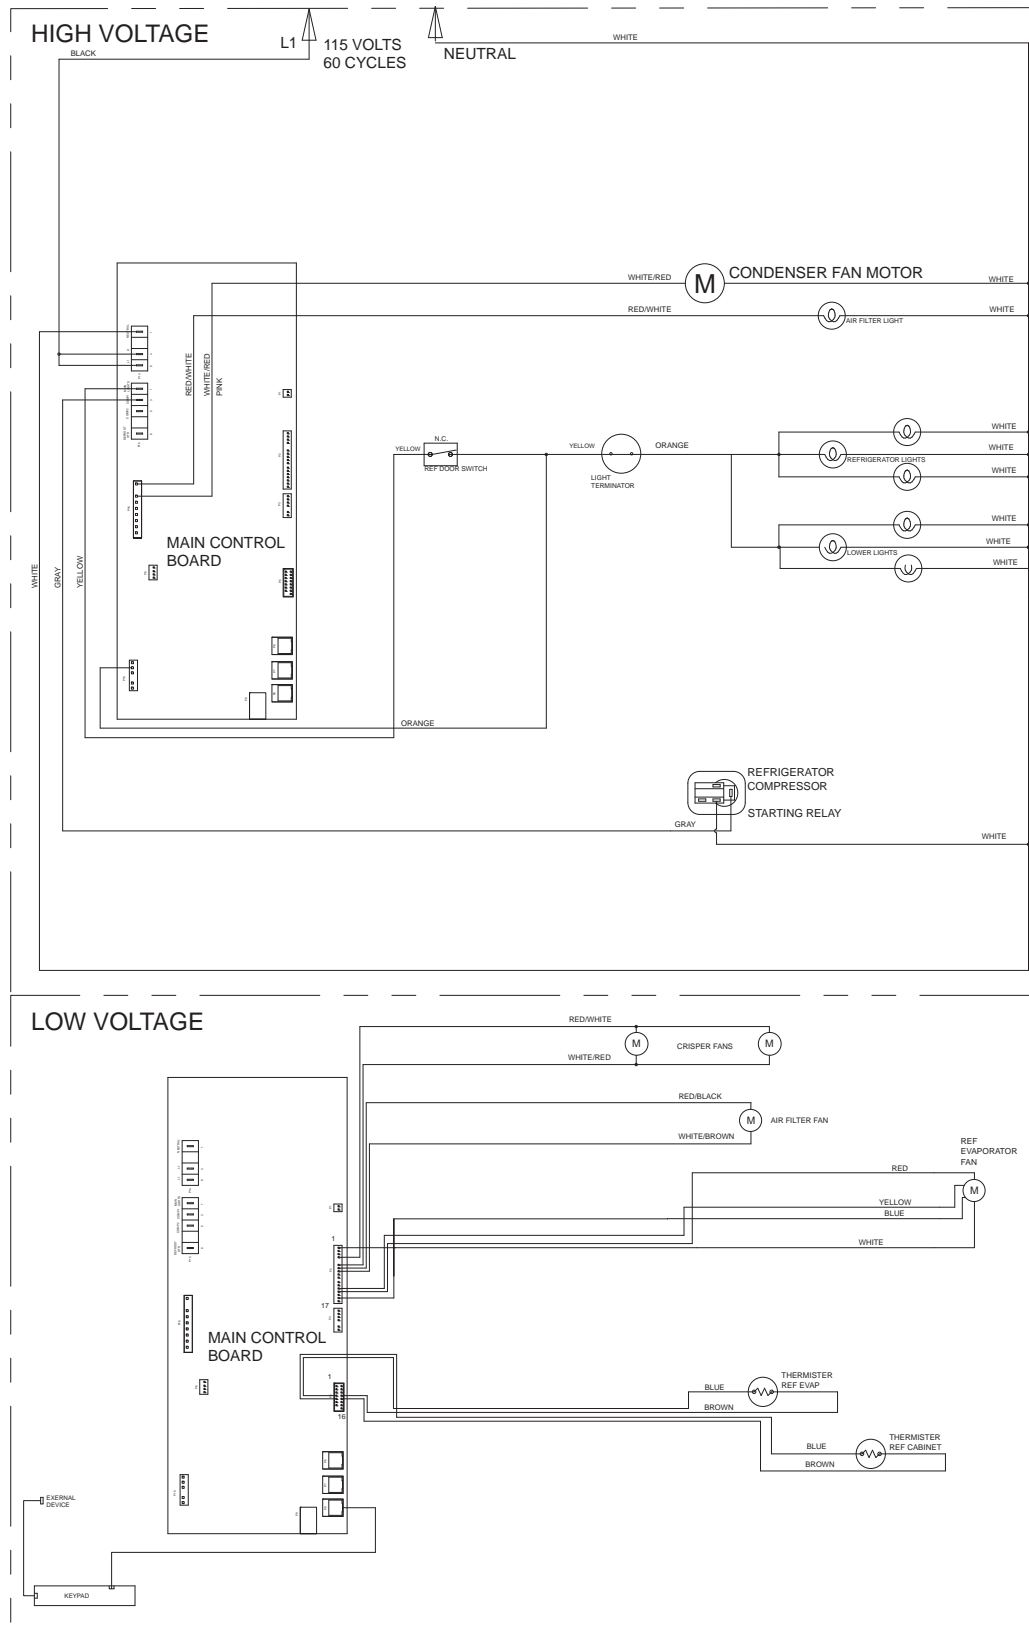 HIGH VOLTAGE
BLACK
L1
115 VOLTS
60 CYCLES
NEUTRAL
WHITE
WHITE/RED
M
CONDENSER FAN MOTOR
WHITE
RED/WHITE
AIR FILTER LIGHT
WHITE
RED/WHITE
WHITE/RED
PINK
N.C.
YELLOW
REF DOOR SWITCH
YELLOW
LIGHT
TERMINATOR
ORANGE
WHITE
REFRIGERATOR LIGHTS
WHITE
WHITE
WHITE
LOWER LIGHTS
WHITE
WHITE
MAIN CONTROL
BOARD
WHITE
GRAY
YELLOW
ORANGE
REFRIGERATOR
COMPRESSOR
STARTING RELAY
GRAY
WHITE
LOW VOLTAGE
RED/WHITE
M
CRISPER FANS
M
WHITE/RED
RED/BLACK
M
AIR FILTER FAN
WHITE/BROWN
REF
EVAPORATOR
FAN
RED
M
YELLOW
BLUE
WHITE
1
17
MAIN CONTROL
BOARD
1
16
THERMISTER
REF EVAP
BLUE
BROWN
THERMISTER
REF CABINET
BLUE
BROWN
EXERNAL
DEVICE
KEYPAD